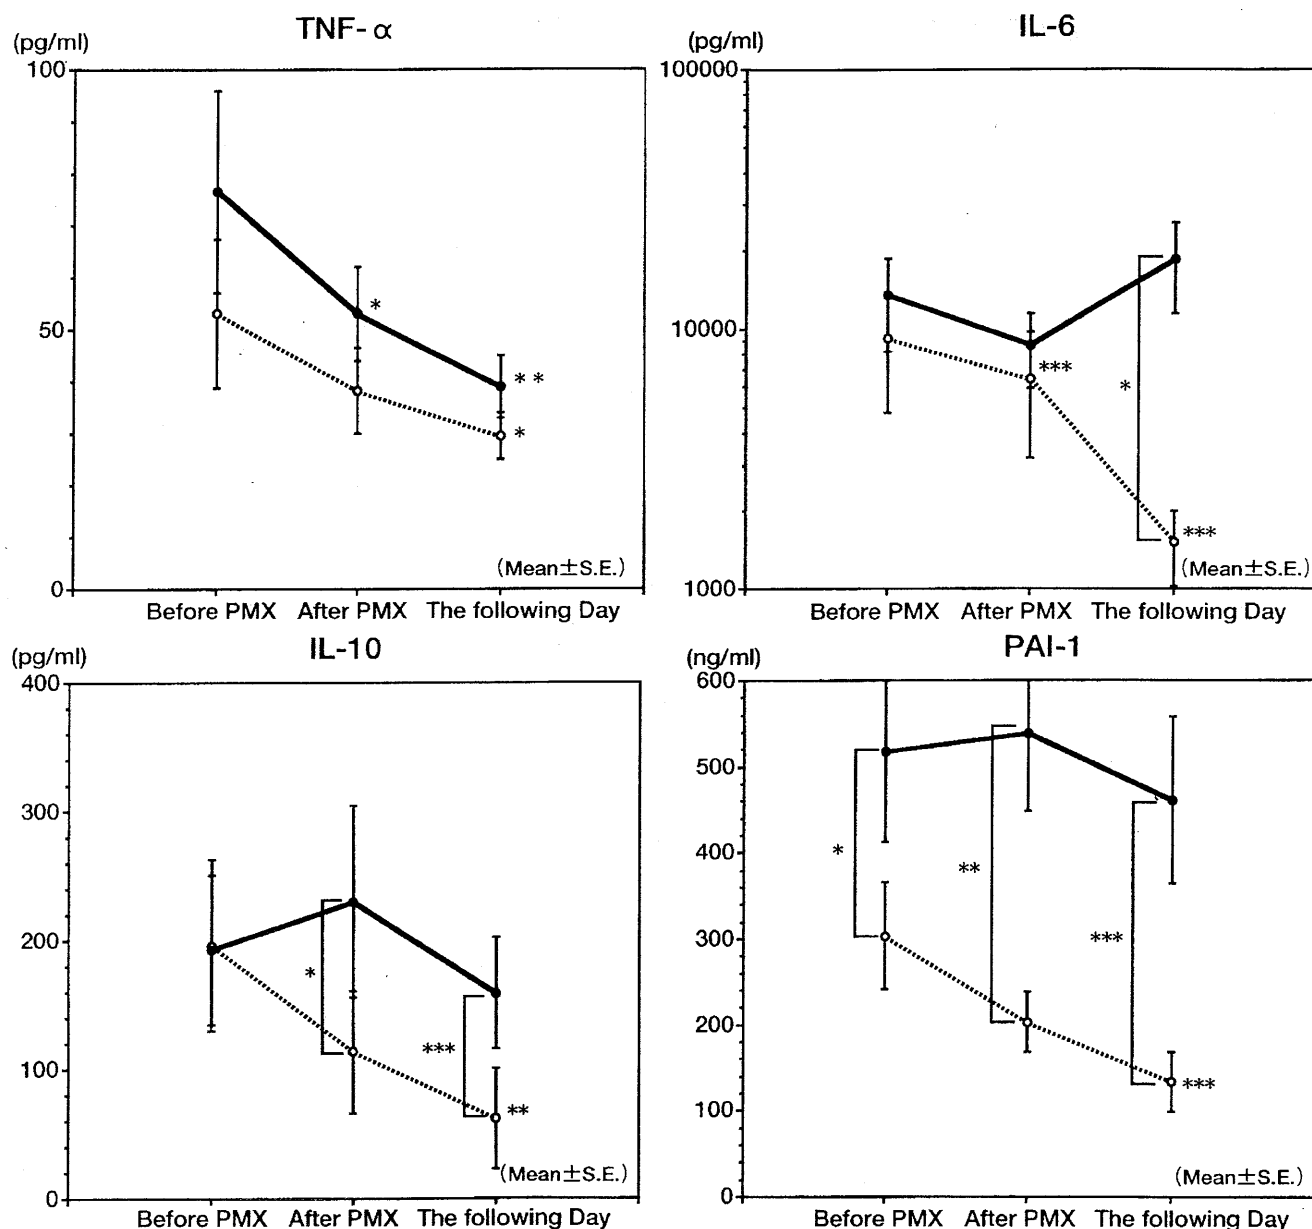 TNF-α
(pg/ml)
100
50
0
*
**
*
(Mean±S.E.)
Before PMX After PMX The following Day
IL-6
(pg/ml)
100000
10000
1000
***
*
***
(Mean±S.E.)
Before PMX After PMX The following Day
IL-10
(pg/ml)
400
300
200
100
0
*
***
**
(Mean±S.E.)
Before PMX After PMX The following Day
PAI-1
(ng/ml)
600
500
400
300
200
100
0
*
**
***
***
(Mean±S.E.)
Before PMX After PMX The following Day